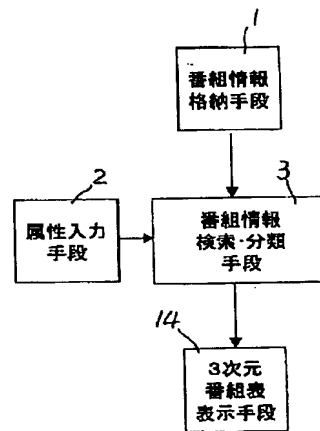 1
番組情報
格納手段
2
属性入力
手段
3
番組情報
検索·分類
手段
14
3次元
番組表
表示手段